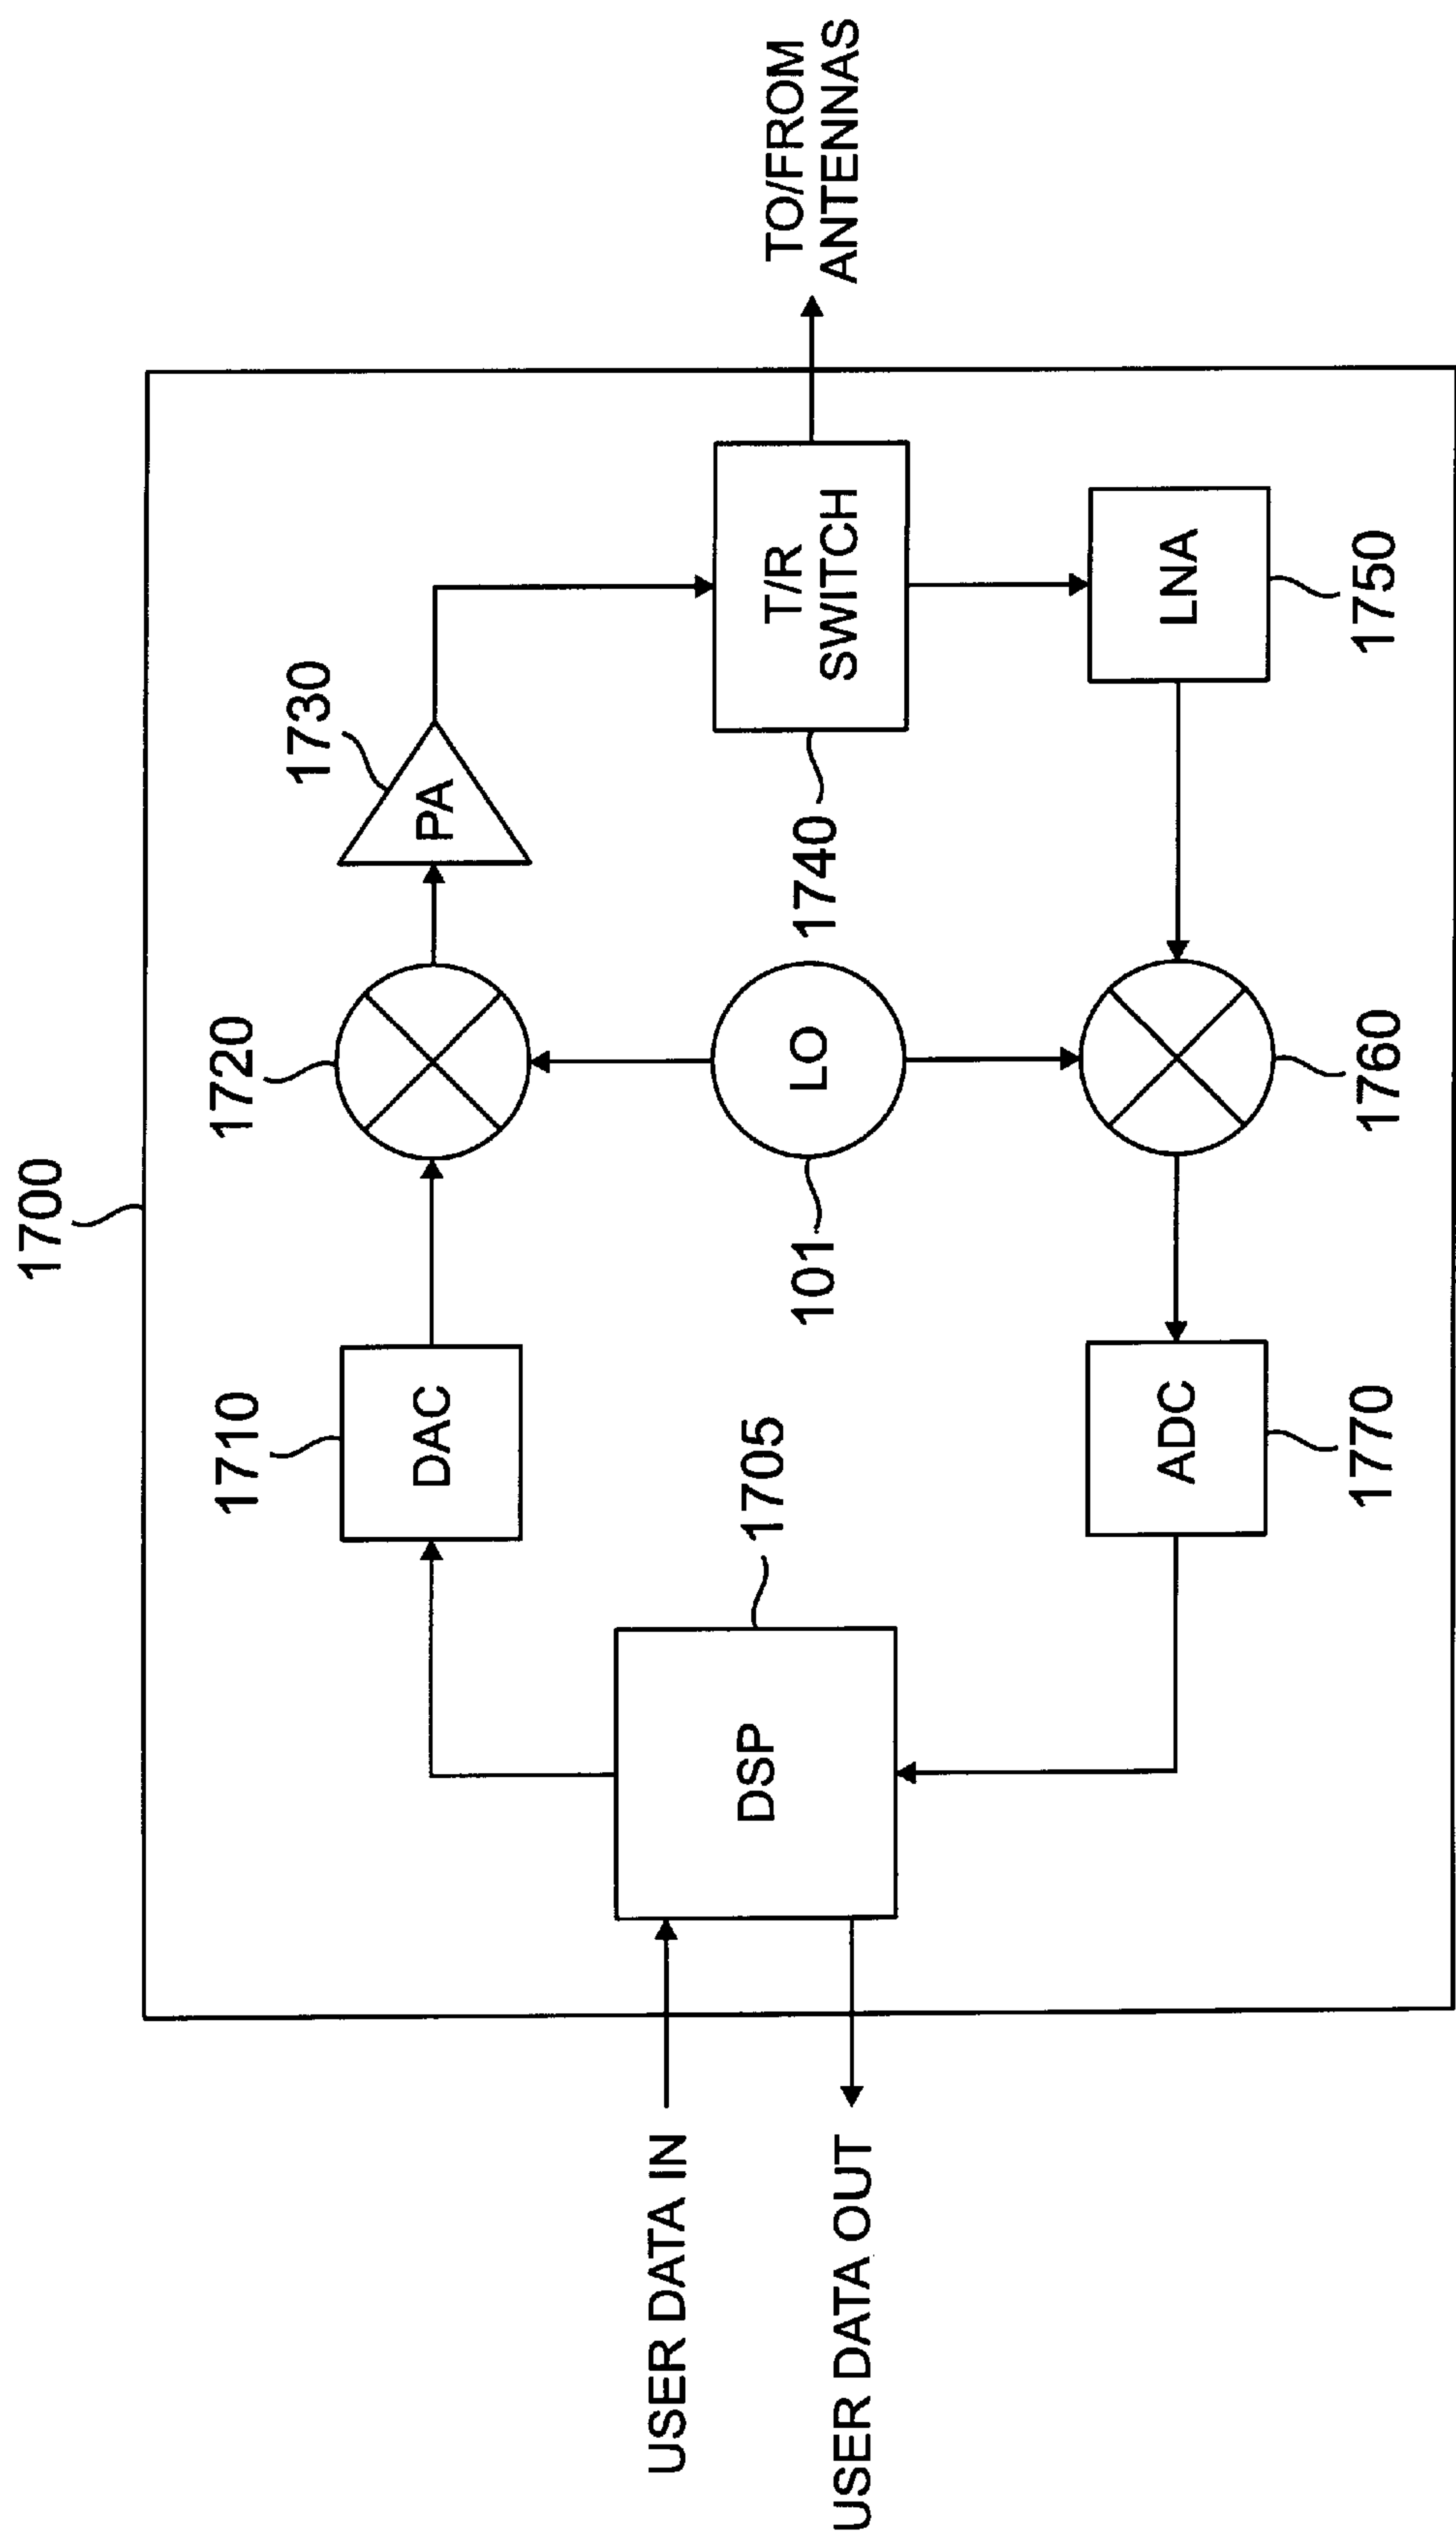 1700
1710
DAC
1720
1730
PA
USER DATA IN
USER DATA OUT
DSP
1705
101
LO
1740
T/R
SWITCH
TO/FROM
ANTENNAS
ADC
1770
1760
LNA
1750